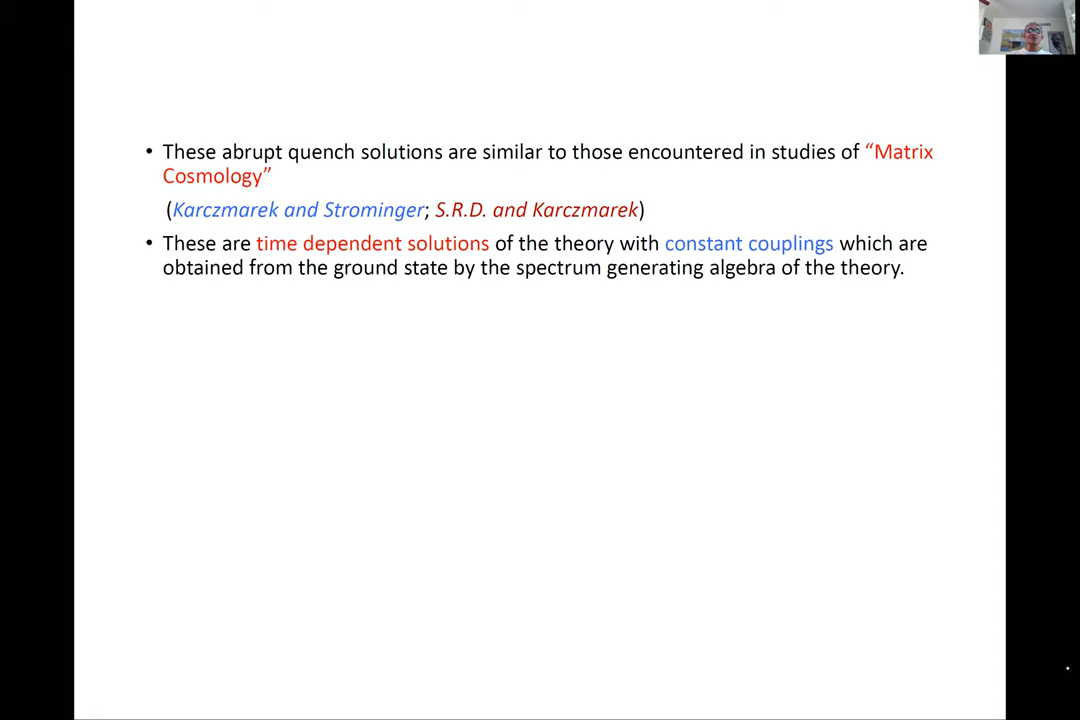 • These abrupt quench solutions are similar to those encountered in studies of “Matrix
Cosmology”
(Karczmarek and Strominger; S.R.D. and Karczmarek)
• These are time dependent solutions of the theory with constant couplings which are
obtained from the ground state by the spectrum generating algebra of the theory.